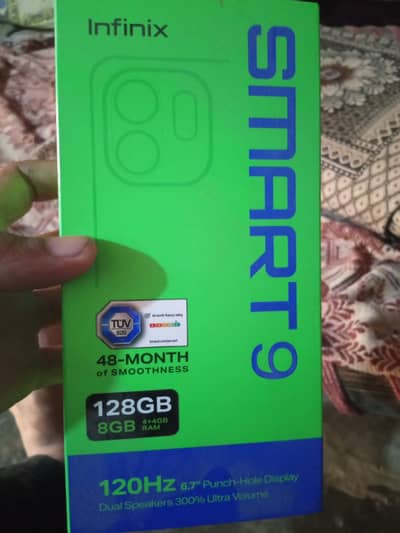 Infinix
SMART 9
TÜV
SÜD
48-MONTH
of SMOOTHNESS
128GB
8GB 4+4GB
RAM
120Hz 6.7" Punch-Hole Display
Dual Speakers 300% Ultra Volume